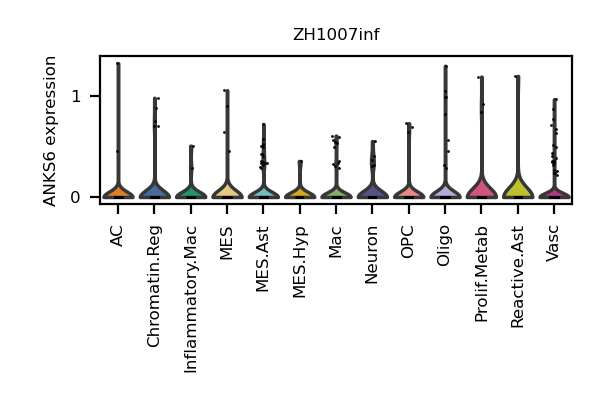 ZH1007inf
ANKS6 expression
1
0
AC
Chromatin.Reg
Inflammatory.Mac
MES
MES.Ast
MES.Hyp
Mac
Neuron
OPC
Oligo
Prolif.Metab
Reactive.Ast
Vasc